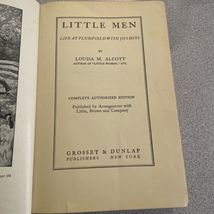 LITTLE MEN
LIFE AT PLUMFIELD WITH JO'S BOYS
BY
LOUISA M. ALCOTT
AUTHOR OF "LITTLE WOMEN," ETC.
COMPLETE AUTHORIZED EDITION
Published by Arrangement with
Little, Brown and Company
GROSSET & DUNLAP
PUBLISHERS NEW YORK